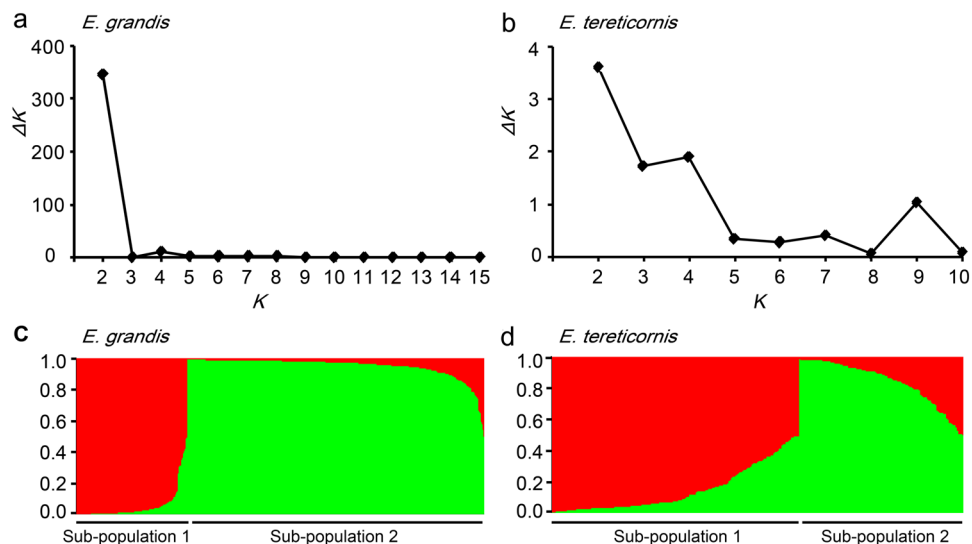 a E. grandis
400
300
200
100
0
ΔK
2 3 4 5 6 7 8 9 10 11 12 13 14 15
K
b E. tereticornis
4
3
2
1
0
ΔK
2 3 4 5 6 7 8 9 10
K
c E. grandis
1.0
0.8
0.6
0.4
0.2
0.0
Sub-population 1 Sub-population 2
d E. tereticornis
1.0
0.8
0.6
0.4
0.2
0.0
Sub-population 1 Sub-population 2